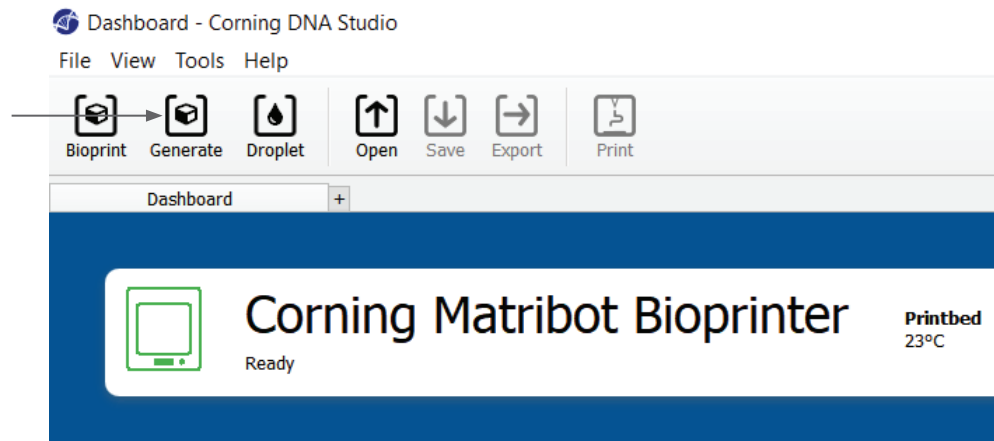 Dashboard - Corning DNA Studio
File View Tools Help
Bioprint Generate Droplet Open Save Export Print
Dashboard +
Corning Matribot Bioprinter
Ready
Printbed
23°C